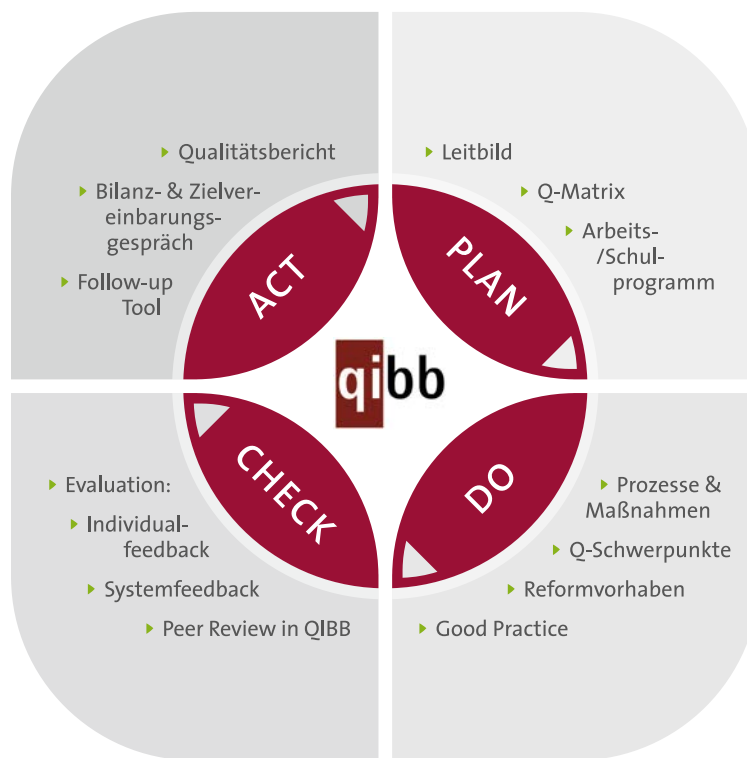 Qualitätsbericht
Bilanz- & Zielver-
einbarungs-
gespräch
Follow-up
Tool
ACT
Leitbild
Q-Matrix
Arbeits-
/Schul-
programm
PLAN
qibb
CHECK
Evaluation:
Individual-
feedback
Systemfeedback
Peer Review in QIBB
DO
Prozesse &
Maßnahmen
Q-Schwerpunkte
Reformvorhaben
Good Practice